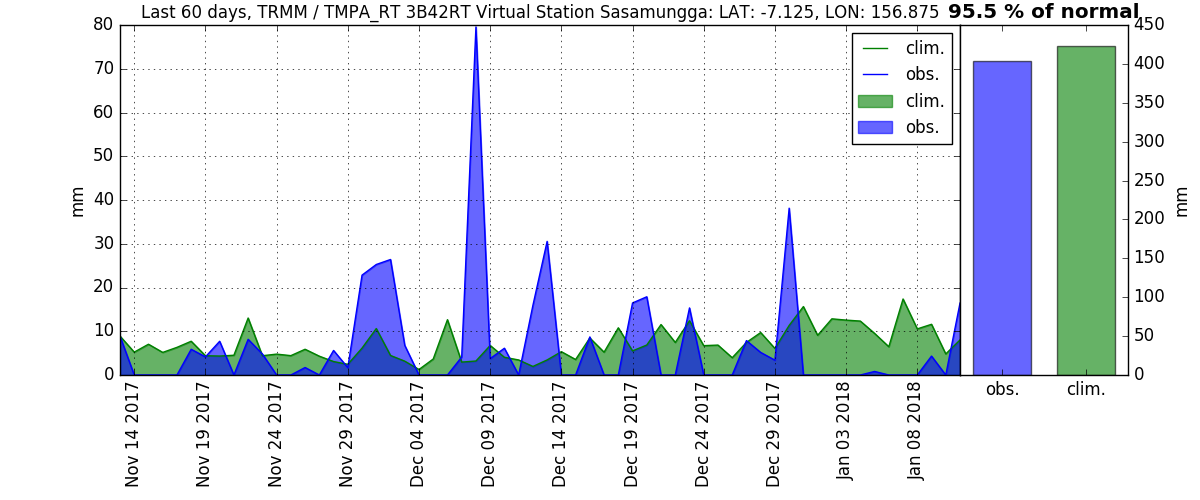 Last 60 days, TRMM / TMPA_RT 3B42RT Virtual Station Sasamungga: LAT: -7.125, LON: 156.875 95.5 % of normal
80
70
60
50
40
30
20
10
0
mm
clim.
obs.
clim.
obs.
450
400
350
300
250
200
150
100
50
0
mm
Nov 14 2017
Nov 19 2017
Nov 24 2017
Nov 29 2017
Dec 04 2017
Dec 09 2017
Dec 14 2017
Dec 19 2017
Dec 24 2017
Dec 29 2017
Jan 03 2018
Jan 08 2018
obs. clim.